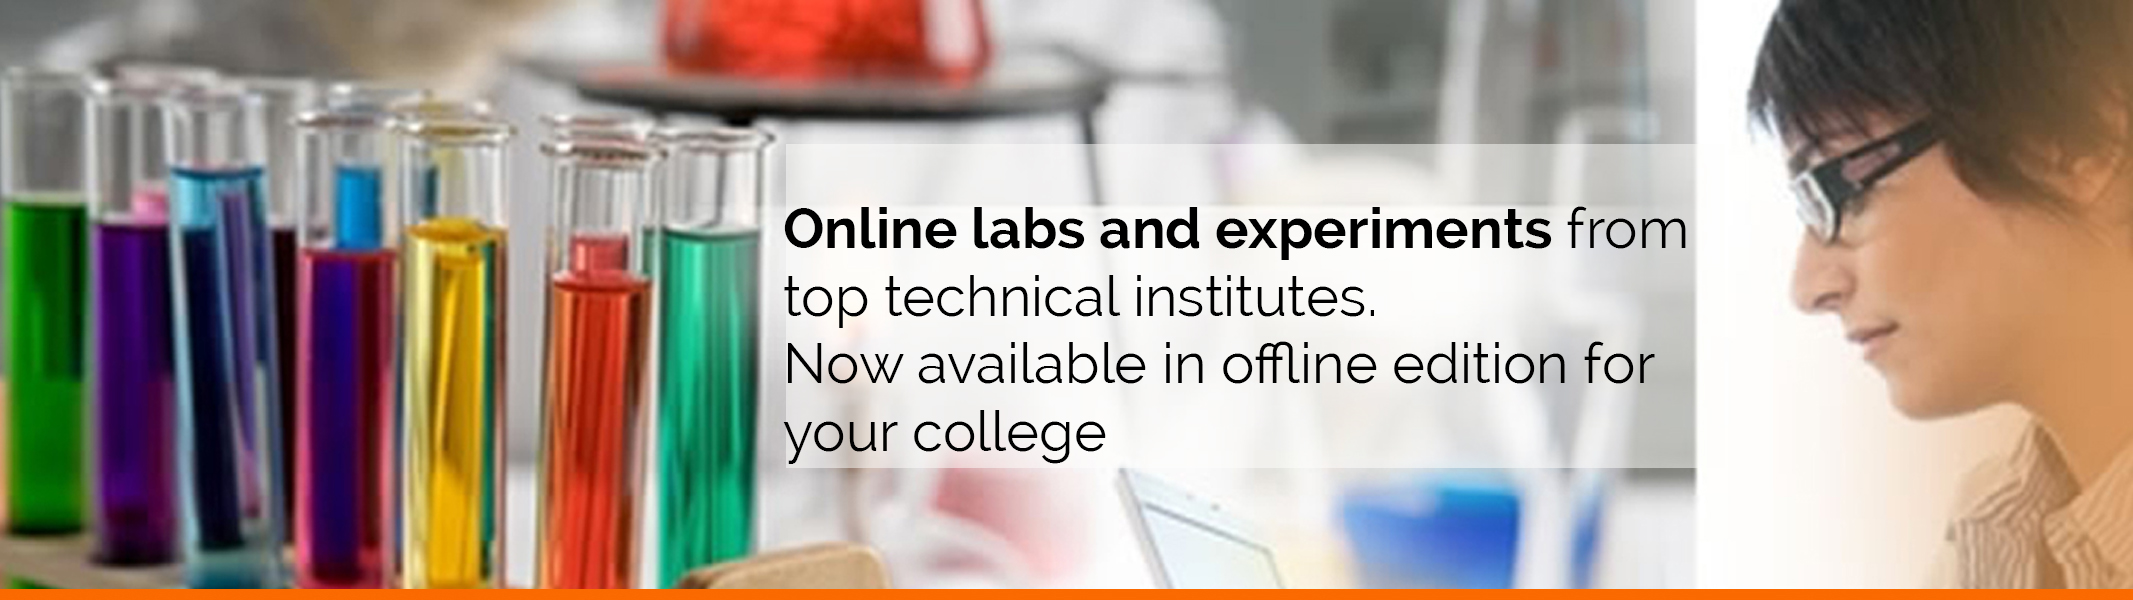 Online labs and experiments from
top technical institutes.
Now available in offline edition for
your college